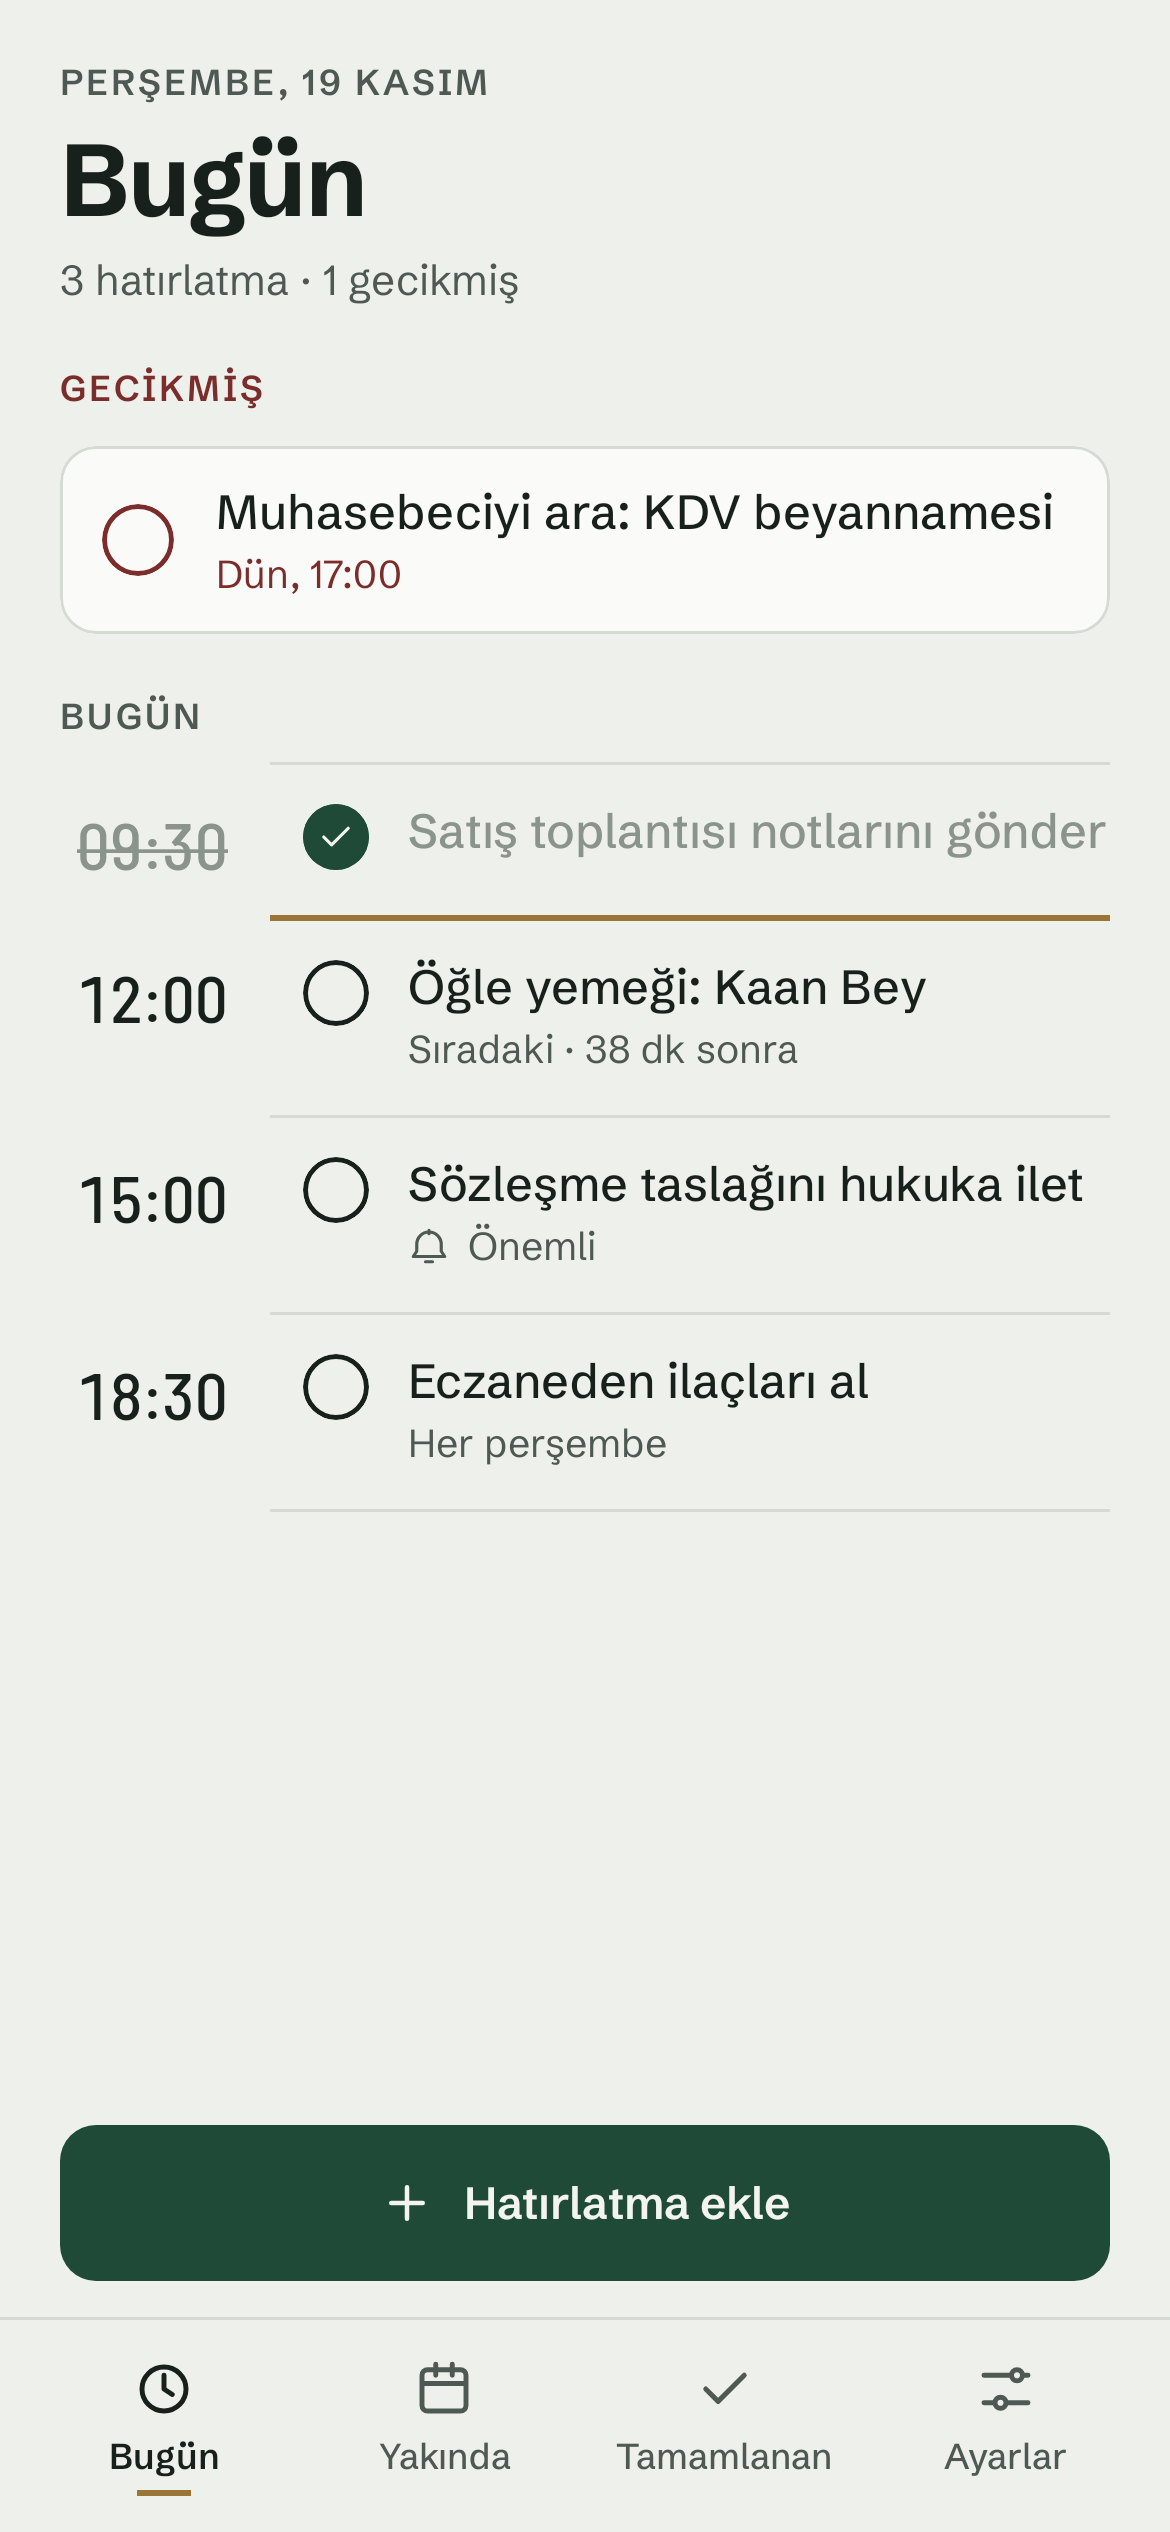 PERŞEMBE, 19 KASIM
Bugün
3 hatırlatma · 1 gecikmiş
GECİKMİŞ
Muhasebeciyi ara: KDV beyannamesi
Dün, 17:00
BUGÜN
09:30 Satış toplantısı notlarını gönder
12:00 Öğle yemeği: Kaan Bey
Sıradaki · 38 dk sonra
15:00 Sözleşme taslağını hukuka ilet
Önemli
18:30 Eczaneden ilaçları al
Her perşembe
Hatırlatma ekle
Bugün Yakında Tamamlanan Ayarlar